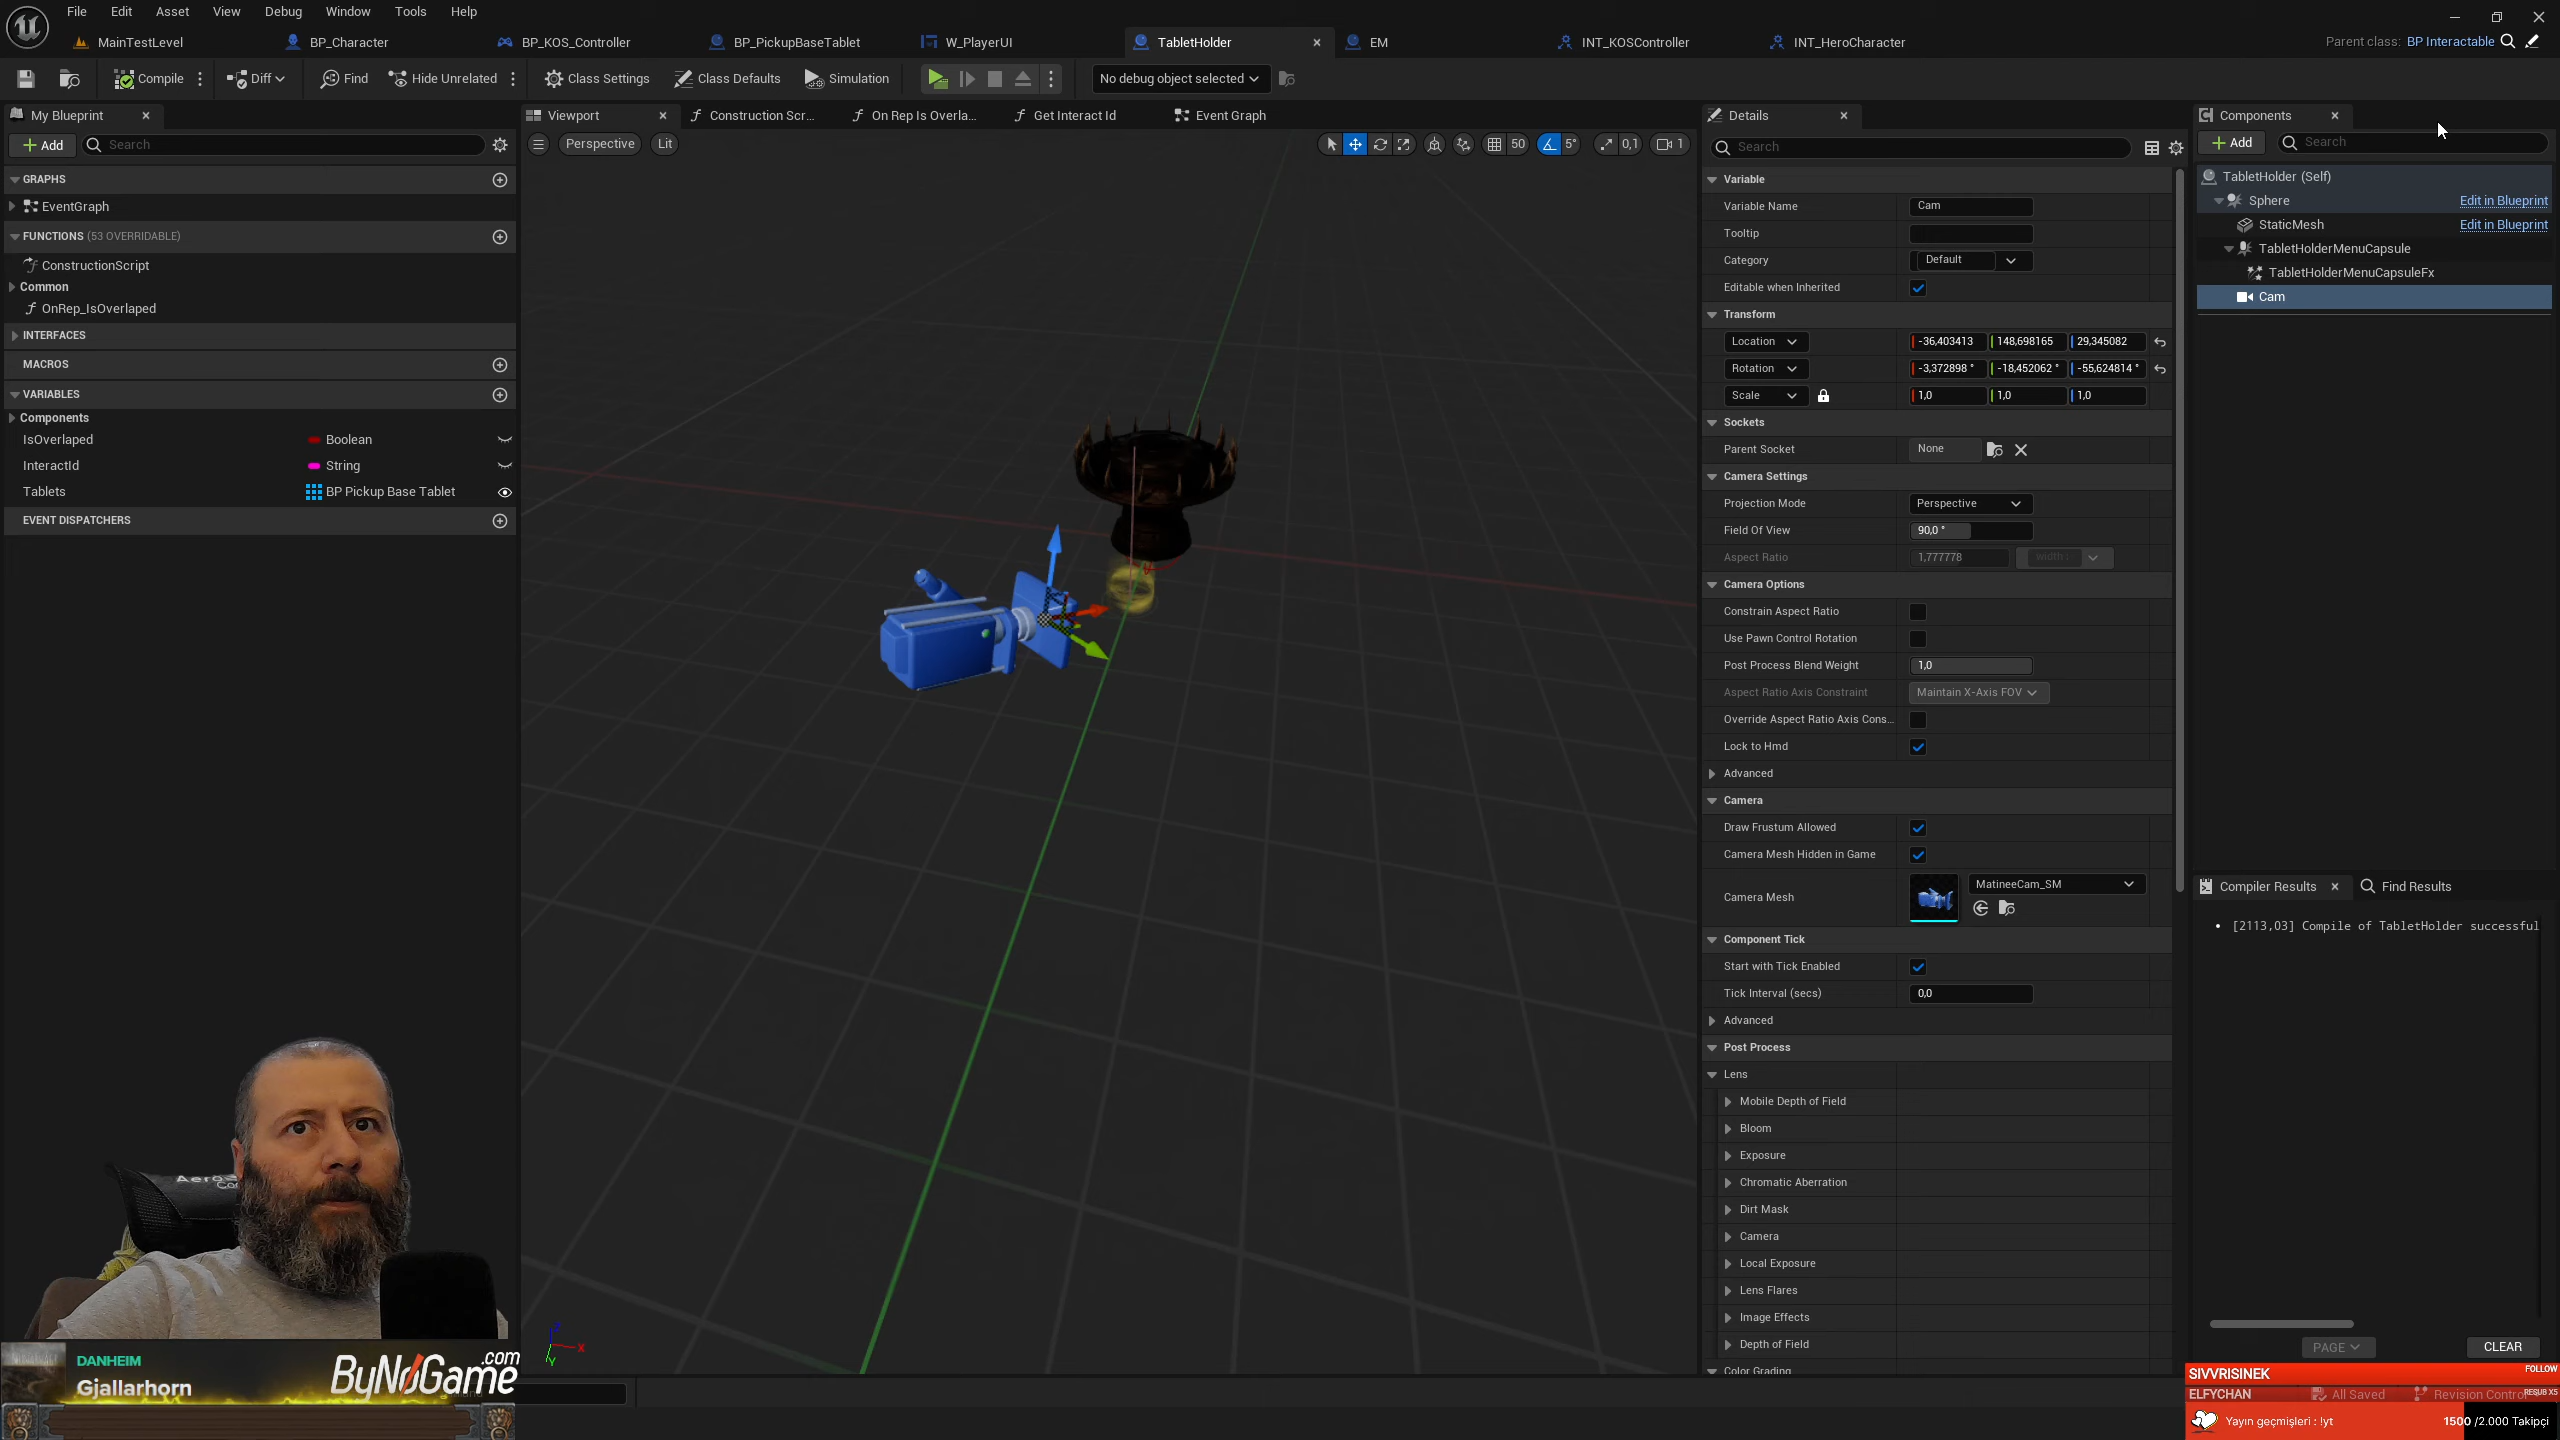 File Edit Asset View Debug Window Tools Help
MainTestLevel BP_Character BP_KOS_Controller BP_PickupBaseTablet W_PlayerUI TabletHolder EM INT_KOSController INT_HeroCharacter Parent class: BP Interactable
Compile Diff Find Hide Unrelated Class Settings Class Defaults Simulation No debug object selected
My Blueprint
Add Search
GRAPHS
EventGraph
FUNCTIONS (53 OVERRIDABLE)
ConstructionScript
Common
OnRep_IsOverlaped
INTERFACES
MACROS
VARIABLES
Components
IsOverlaped Boolean
InteractId String
Tablets BP Pickup Base Tablet
EVENT DISPATCHERS
Viewport Construction Scr... On Rep Is Overla... Get Interact Id Event Graph
Perspective Lit 50 5° 0,1 1
Z
X
Y
Details
Search
Variable
Variable Name Cam
Tooltip
Category Default
Editable when Inherited
Transform
Location -36,403413 148,698165 29,345082
Rotation -3,372898 ° -18,452062 ° -55,624814 °
Scale 1,0 1,0 1,0
Sockets
Parent Socket None
Camera Settings
Projection Mode Perspective
Field Of View 90,0 °
Aspect Ratio 1,777778 width :
Camera Options
Constrain Aspect Ratio
Use Pawn Control Rotation
Post Process Blend Weight 1,0
Aspect Ratio Axis Constraint Maintain X-Axis FOV
Override Aspect Ratio Axis Cons...
Lock to Hmd
Advanced
Camera
Draw Frustum Allowed
Camera Mesh Hidden in Game
Camera Mesh MatineeCam_SM
Component Tick
Start with Tick Enabled
Tick Interval (secs) 0,0
Advanced
Post Process
Lens
Mobile Depth of Field
Bloom
Exposure
Chromatic Aberration
Dirt Mask
Camera
Local Exposure
Lens Flares
Image Effects
Depth of Field
Color Grading
Components
Add Search
TabletHolder (Self)
Sphere Edit in Blueprint
StaticMesh Edit in Blueprint
TabletHolderMenuCapsule
TabletHolderMenuCapsuleFx
Cam
Compiler Results Find Results
[2113,03] Compile of TabletHolder successful
PAGE CLEAR
DANHEIM
Gjallarhorn
ByNoGame.com
SIVVRISINEK FOLLOW
ELFYCHAN All Saved Revision Control RESUB X5
Yayın geçmişleri : !yt 1500 /2.000 Takipçi